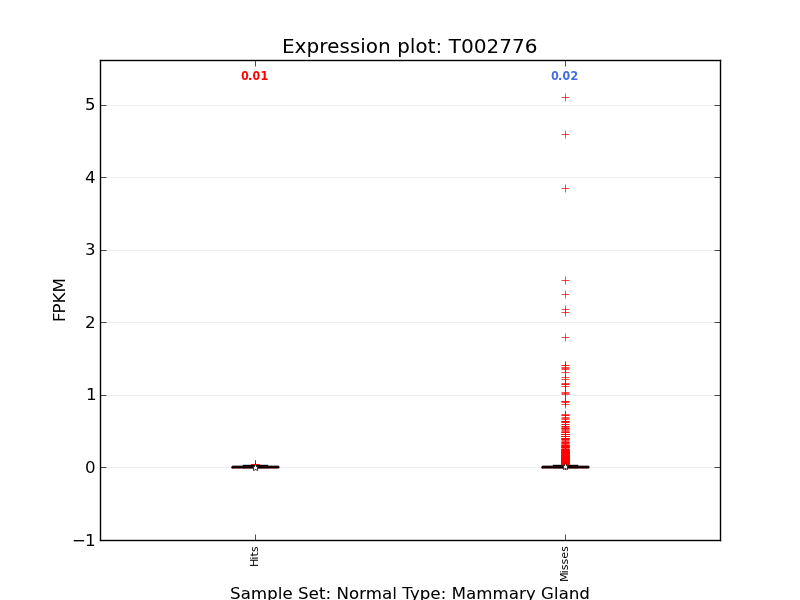 Expression plot: T002776
0.01
0.02
5
4
3
2
1
0
−1
FPKM
Hits
Misses
Sample Set: Normal Type: Mammary Gland